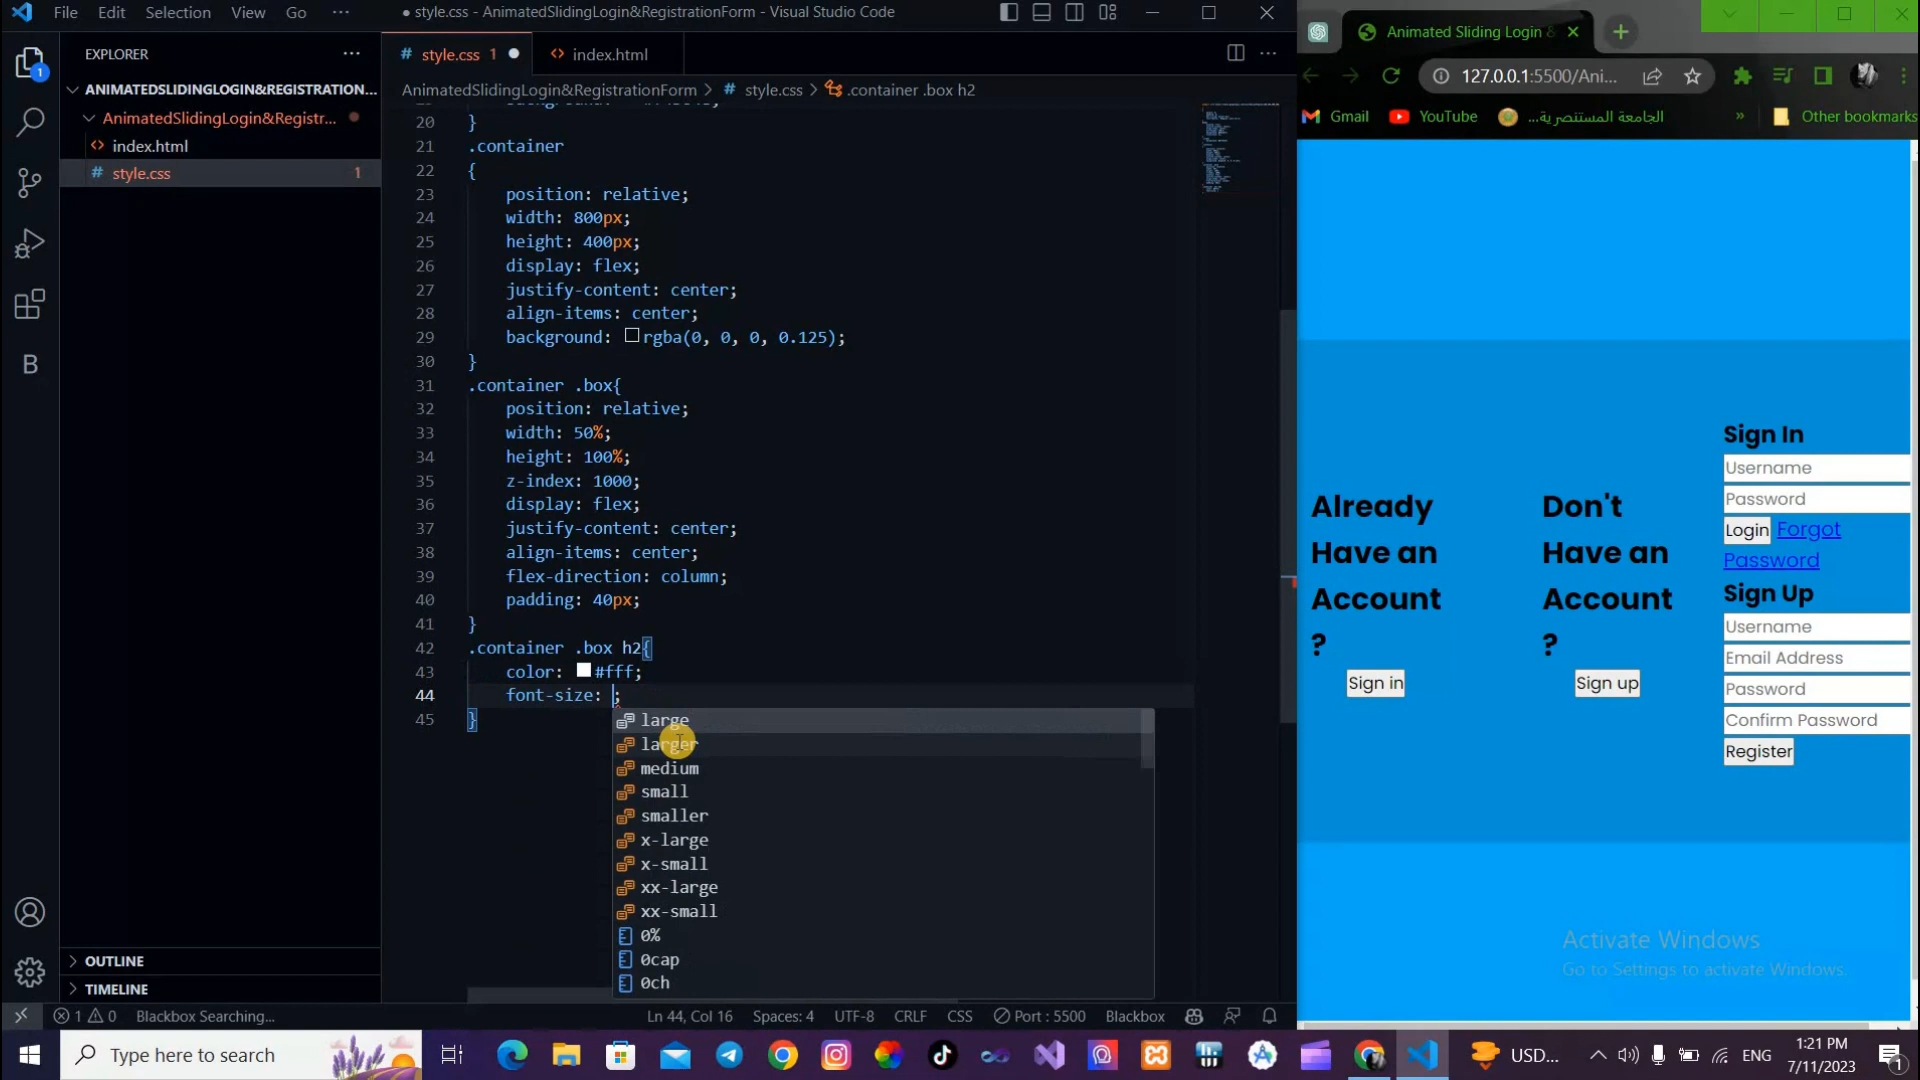 File Edit Selection View Go ··· ● style.css - AnimatedSlidingLogin&RegistrationForm - Visual Studio Code
EXPLORER ···
ANIMATEDSLIDINGLOGIN&REGISTRATION...
AnimatedSlidingLogin&Registr...
index.html
style.css 1
OUTLINE
TIMELINE
1
B
style.css 1
index.html
AnimatedSlidingLogin&RegistrationForm > # style.css > .container .box h2
20 }
21 .container
22 {
23 position: relative;
24 width: 800px;
25 height: 400px;
26 display: flex;
27 justify-content: center;
28 align-items: center;
29 background: rgba(0, 0, 0, 0.125);
30 }
31 .container .box{
32 position: relative;
33 width: 50%;
34 height: 100%;
35 z-index: 1000;
36 display: flex;
37 justify-content: center;
38 align-items: center;
39 flex-direction: column;
40 padding: 40px;
41 }
42 .container .box h2{
43 color: #fff;
44 font-size: ;
45 }
large
larger
medium
small
smaller
x-large
x-small
xx-large
xx-small
0%
0cap
0ch
1 0 Blackbox Searching... Ln 44, Col 16 Spaces: 4 UTF-8 CRLF CSS Port : 5500 Blackbox
Animated Sliding Login &
127.0.0.1:5500/Ani...
Gmail YouTube الجامعة المستنصرية... » Other bookmarks
Already
Have an
Account
?
Sign in
Don't
Have an
Account
?
Sign up
Sign In
Username
Password
Login Forgot
Password
Sign Up
Username
Email Address
Password
Confirm Password
Register
Activate Windows
Go to Settings to activate Windows.
Type here to search
USD...
ENG
1:21 PM
7/11/2023
1